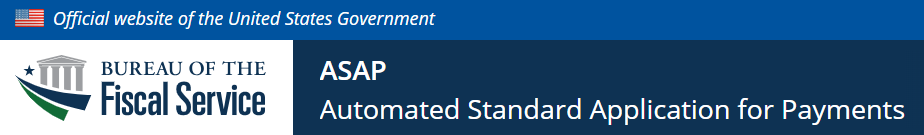 Official website of the United States Government
BUREAU OF THE
Fiscal Service
ASAP
Automated Standard Application for Payments